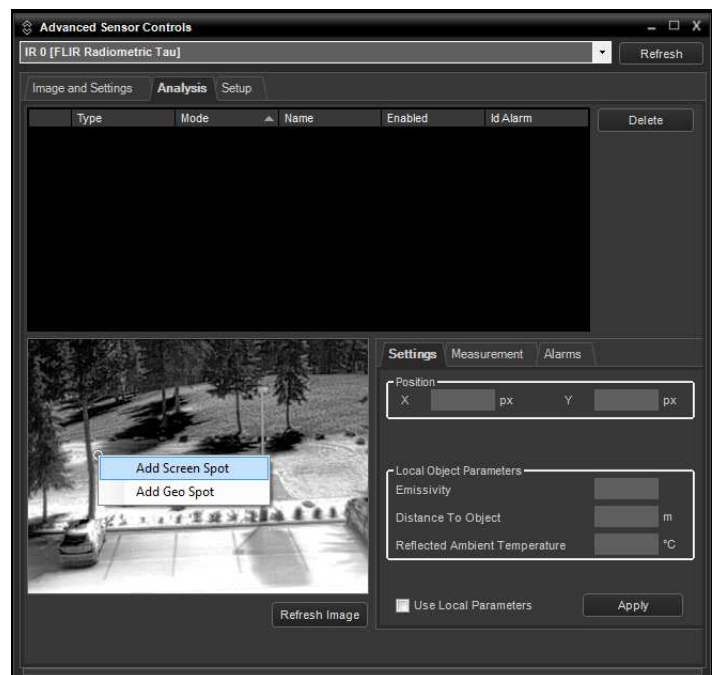 Advanced Sensor Controls
IR 0 [FLIR Radiometric Tau]
Refresh
Image and Settings Analysis Setup
Type Mode Name Enabled Id Alarm
Delete
Settings Measurement Alarms
Position
X px Y px
Add Screen Spot
Add Geo Spot
Local Object Parameters
Emissivity
Distance To Object m
Reflected Ambient Temperature °C
Use Local Parameters Apply
Refresh Image